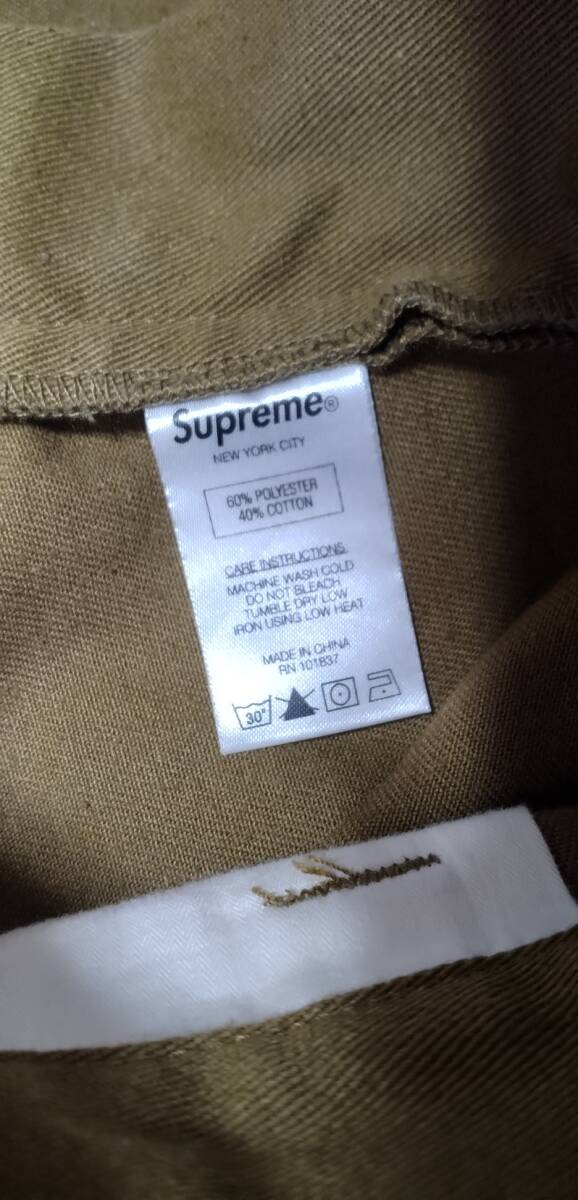 Supreme®
NEW YORK CITY
60% POLYESTER
40% COTTON
CARE INSTRUCTIONS
MACHINE WASH COLD
DO NOT BLEACH
TUMBLE DRY LOW
IRON USING LOW HEAT
MADE IN CHINA
RN 101837
30°